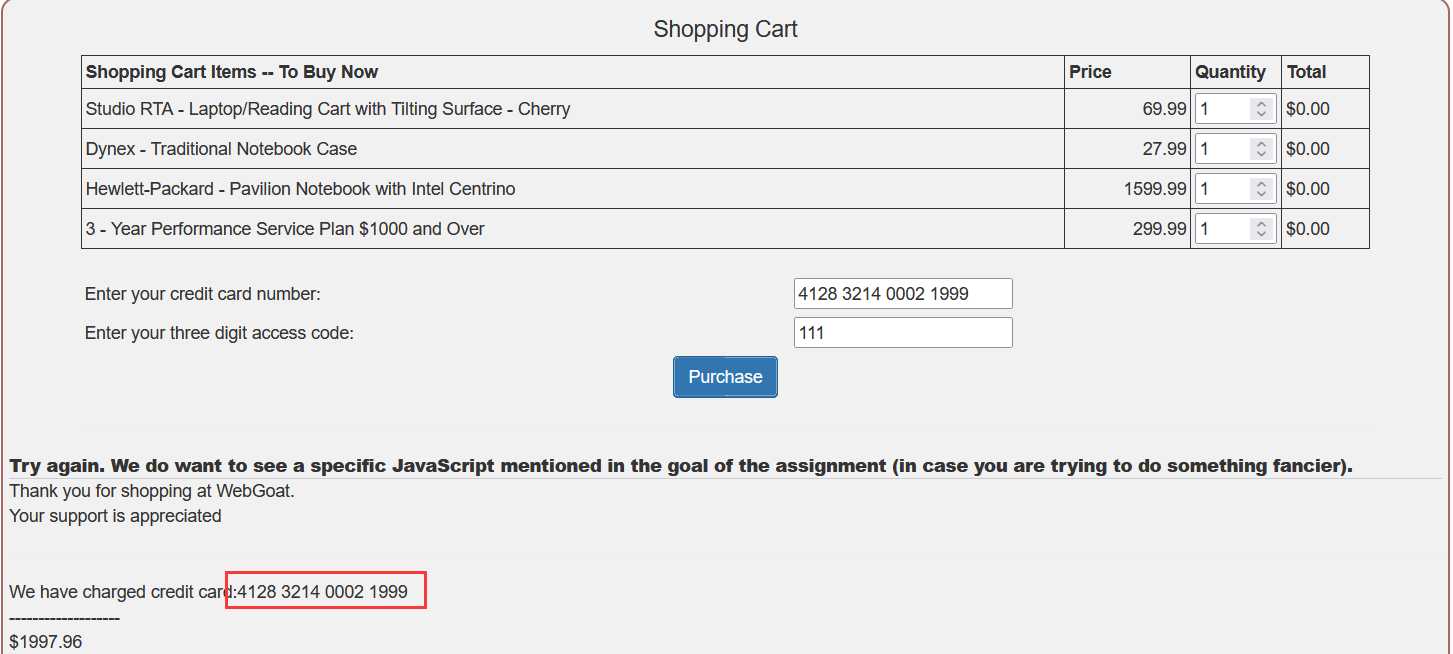 Shopping Cart
Shopping Cart Items -- To Buy Now Price Quantity Total
Studio RTA - Laptop/Reading Cart with Tilting Surface - Cherry 69.99 1 $0.00
Dynex - Traditional Notebook Case 27.99 1 $0.00
Hewlett-Packard - Pavilion Notebook with Intel Centrino 1599.99 1 $0.00
3 - Year Performance Service Plan $1000 and Over 299.99 1 $0.00
Enter your credit card number: 4128 3214 0002 1999
Enter your three digit access code: 111
Purchase
Try again. We do want to see a specific JavaScript mentioned in the goal of the assignment (in case you are trying to do something fancier).
Thank you for shopping at WebGoat.
Your support is appreciated
We have charged credit card:4128 3214 0002 1999
-------------------
$1997.96